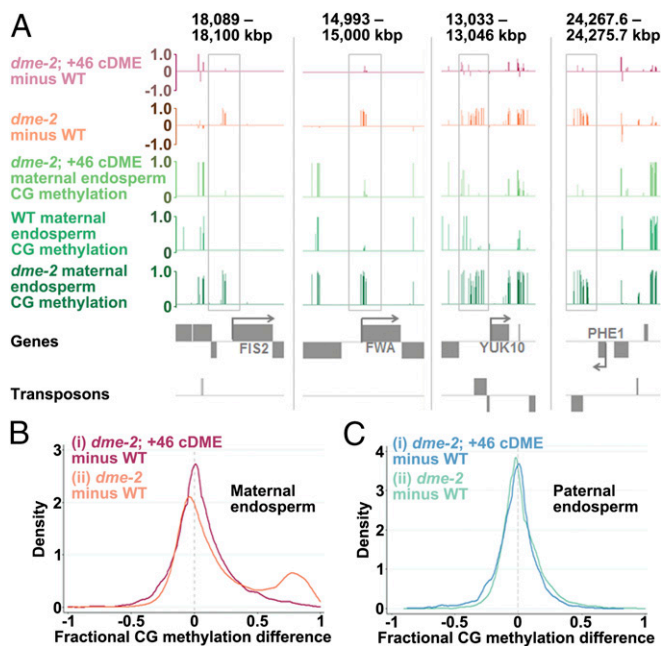 A
18,089 –
18,100 kbp
14,993 –
15,000 kbp
13,033 –
13,046 kbp
24,267.6 –
24,275.7 kbp
dme-2; +46 cDME
minus WT
1.0
0
-1.0
dme-2
minus WT
1.0
0
-1.0
dme-2; +46 cDME
maternal endosperm
CG methylation
1.0
0
WT maternal
endosperm
CG methylation
1.0
0
dme-2 maternal
endosperm
CG methylation
1.0
0
Genes
FIS2
FWA
YUK10
PHE1
Transposons
B
(i) dme-2; +46 cDME
minus WT
(ii) dme-2
minus WT
Maternal
endosperm
Density
3
2
1
0
-1
-0.5
0
0.5
1
Fractional CG methylation difference
C
(i) dme-2; +46 cDME
minus WT
(ii) dme-2
minus WT
Paternal
endosperm
Density
4
3
2
1
0
-1
-0.5
0
0.5
1
Fractional CG methylation difference